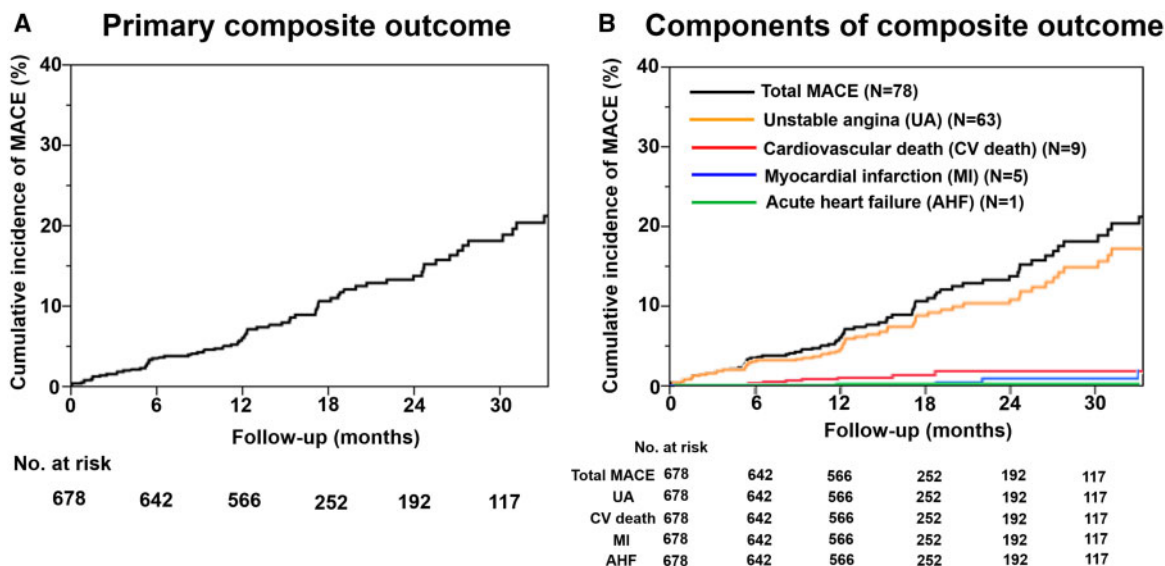 A Primary composite outcome
Cumulative incidence of MACE (%)
40
30
20
10
0
0 6 12 18 24 30
Follow-up (months)
No. at risk
678 642 566 252 192 117
B Components of composite outcome
Cumulative incidence of MACE (%)
40
30
20
10
0
Total MACE (N=78)
Unstable angina (UA) (N=63)
Cardiovascular death (CV death) (N=9)
Myocardial infarction (MI) (N=5)
Acute heart failure (AHF) (N=1)
0 6 12 18 24 30
Follow-up (months)
No. at risk
Total MACE 678 642 566 252 192 117
UA 678 642 566 252 192 117
CV death 678 642 566 252 192 117
MI 678 642 566 252 192 117
AHF 678 642 566 252 192 117